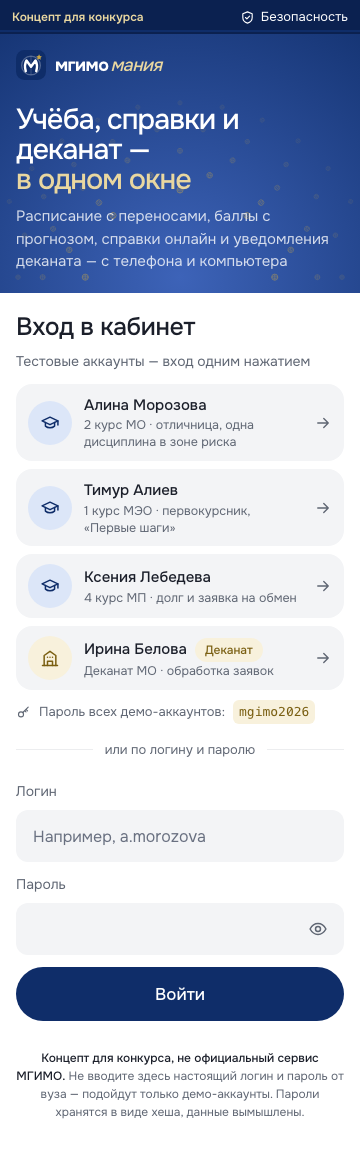 Концепт для конкурса
Безопасность
мгимо мания
Учёба, справки и
деканат —
в одном окне
Расписание с переносами, баллы с
прогнозом, справки онлайн и уведомления
деканата — с телефона и компьютера
Вход в кабинет
Тестовые аккаунты — вход одним нажатием
Алина Морозова
2 курс МО · отличница, одна
дисциплина в зоне риска
Тимур Алиев
1 курс МЭО · первокурсник,
«Первые шаги»
Ксения Лебедева
4 курс МП · долг и заявка на обмен
Ирина Белова Деканат
Деканат МО · обработка заявок
Пароль всех демо-аккаунтов: mgimo2026
или по логину и паролю
Логин
Например, a.morozova
Пароль
Войти
Концепт для конкурса, не официальный сервис
МГИМО. Не вводите здесь настоящий логин и пароль от
вуза — подойдут только демо-аккаунты. Пароли
хранятся в виде хеша, данные вымышлены.